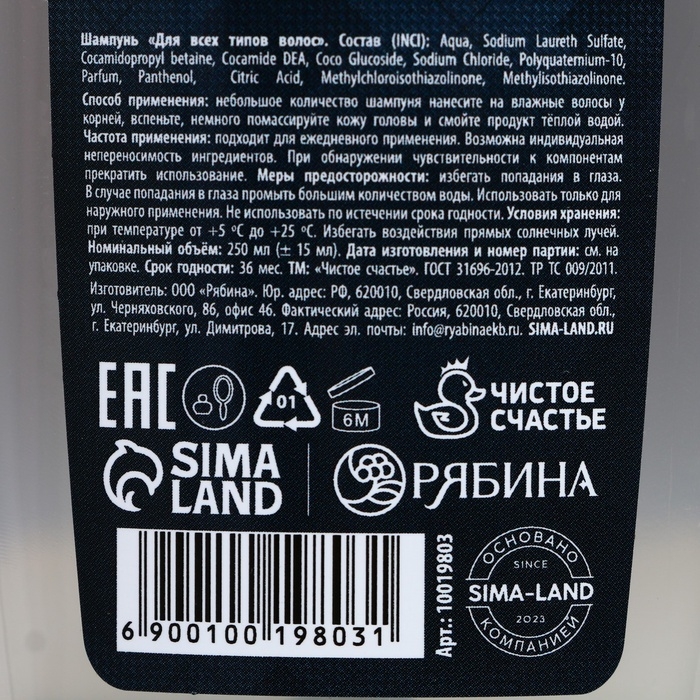 Шампунь «Для всех типов волос». Состав (INCI): Aqua, Sodium Laureth Sulfate,
Cocamidopropyl betaine, Cocamide DEA, Coco Glucoside, Sodium Chloride, Polyquaternium-10,
Parfum, Panthenol, Citric Acid, Methylchloroisothiazolinone, Methylisothiazolinone.
Способ применения: небольшое количество шампуня нанесите на влажные волосы у
корней, вспеньте, немного помассируйте кожу головы и смойте продукт тёплой водой.
Частота применения: подходит для ежедневного применения. Возможна индивидуальная
непереносимость ингредиентов. При обнаружении чувствительности к компонентам
прекратить использование. Меры предосторожности: избегать попадания в глаза.
В случае попадания в глаза промыть большим количеством воды. Использовать только для
наружного применения. Не использовать по истечении срока годности. Условия хранения:
при температуре от +5 ºC до +25 ºC. Избегать воздействия прямых солнечных лучей.
Номинальный объём: 250 мл (± 15 мл). Дата изготовления и номер партии: см. на
упаковке. Срок годности: 36 мес. ТМ: «Чистое счастье». ГОСТ 31696-2012. ТР ТС 009/2011.
Изготовитель: ООО «Рябина». Юр. адрес: РФ, 620010, Свердловская обл., г. Екатеринбург,
ул. Черняховского, 86, офис 46. Фактический адрес: Россия, 620010, Свердловская обл.,
г. Екатеринбург, ул. Димитрова, 17. Адрес эл. почты: info@ryabinaekb.ru. SIMA-LAND.RU
EAC
01
6M
ЧИСТОЕ
СЧАСТЬЕ
SIMA
LAND
РЯБИНА
6 900100 198031
Арт.: 10019803
ОСНОВАНО
SINCE
SIMA-LAND
2023
КОМПАНИЕЙ